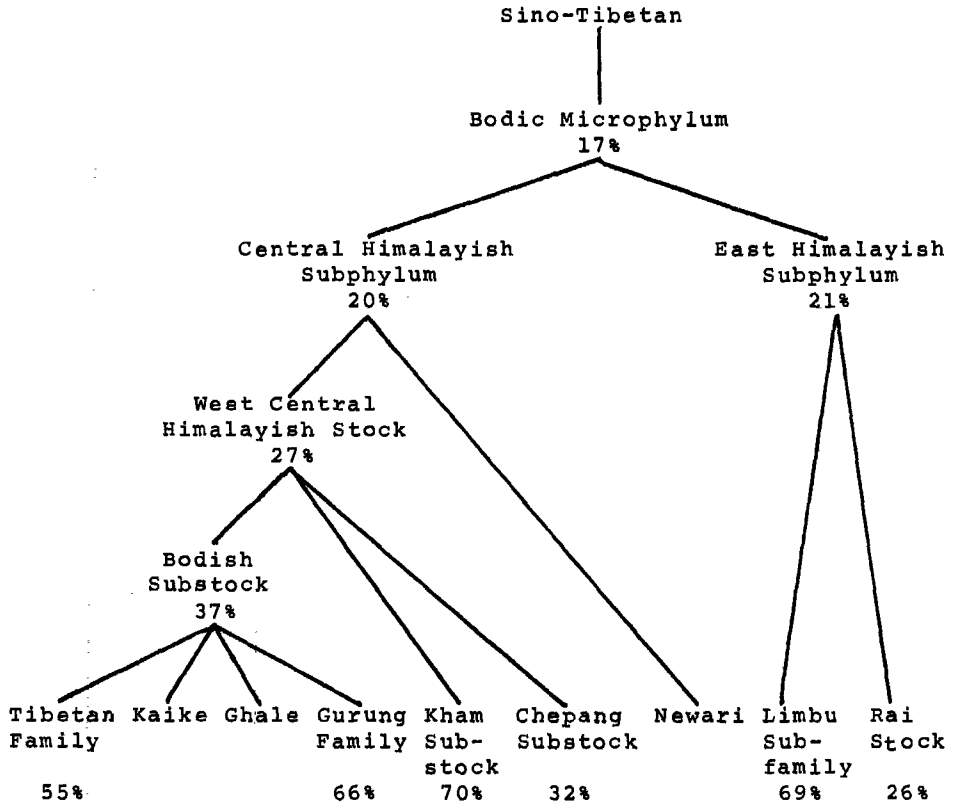 Sino-Tibetan
Bodic Microphylum
17%
Central Himalayish
Subphylum
20%
East Himalayish
Subphylum
21%
West Central
Himalayish Stock
27%
Bodish
Substock
37%
Tibetan
Family
55%
Kaike
Ghale
Gurung
Family
66%
Kham
Sub-
stock
70%
Chepang
Substock
32%
Newari
Limbu
Sub-
family
69%
Rai
Stock
26%